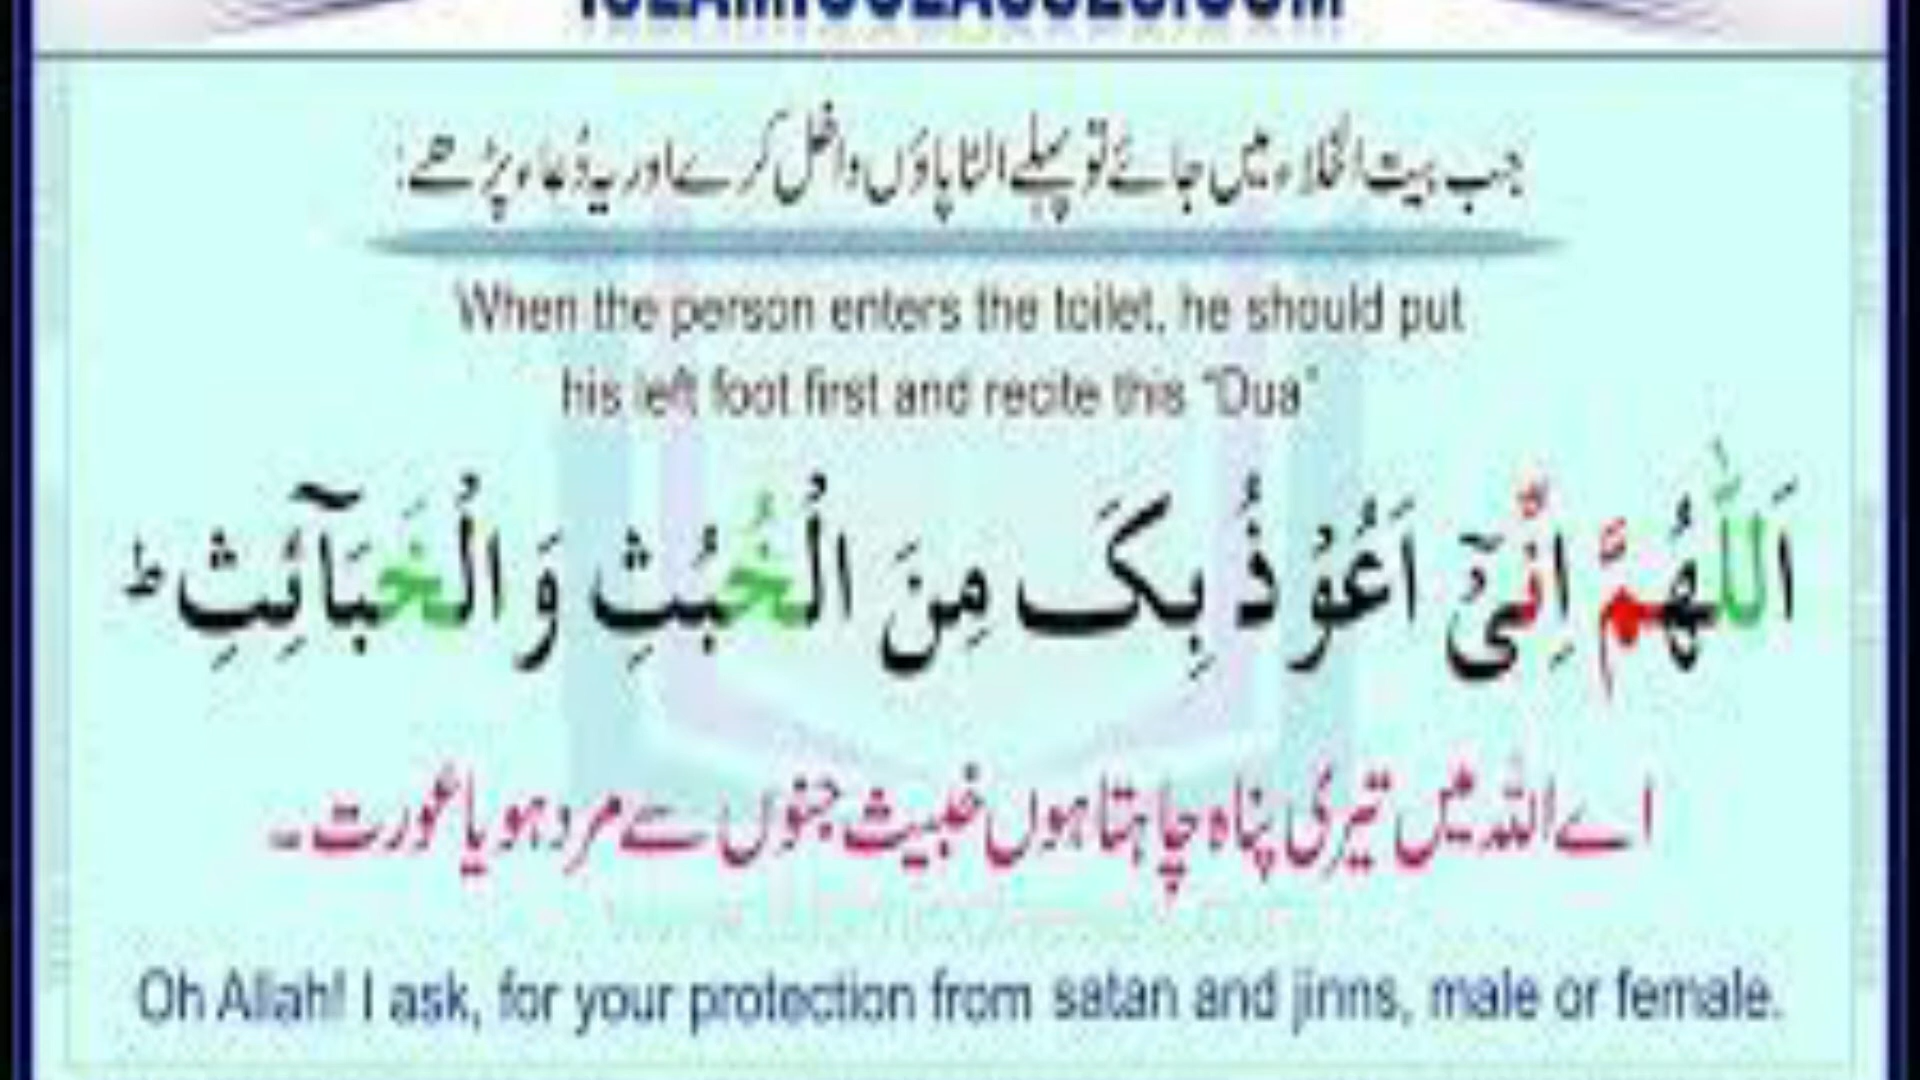 جب بیت الخلاء میں جائے تو پہلے الٹا پاؤں داخل کرے اور یہ دُعاء پڑھے:
When the person enters the toilet, he should put
his left foot first and recite this "Dua"
اَللّٰهُمَّ اِنِّیْٓ اَعُوْذُ بِکَ مِنَ الْخُبُثِ وَ الْخَبَآئِثِ ط
اے اللہ میں تیری پناہ چاہتا ہوں خبیث جنوں سے مرد ہو یا عورت ۔
Oh Allah! I ask, for your protection from satan and jinns, male or female.